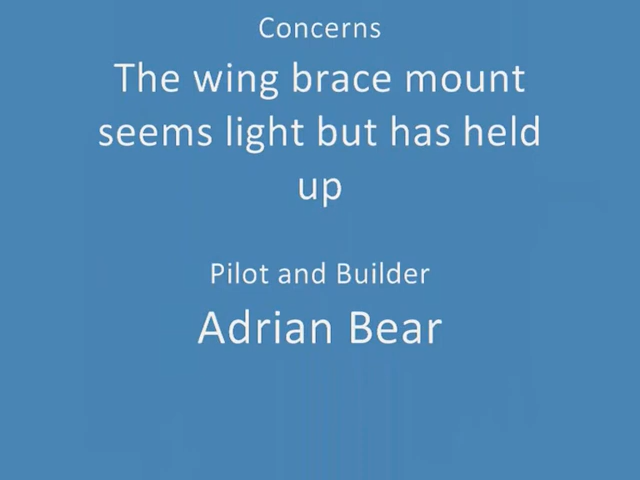 Concerns
The wing brace mount
seems light but has held
up
Pilot and Builder
Adrian Bear